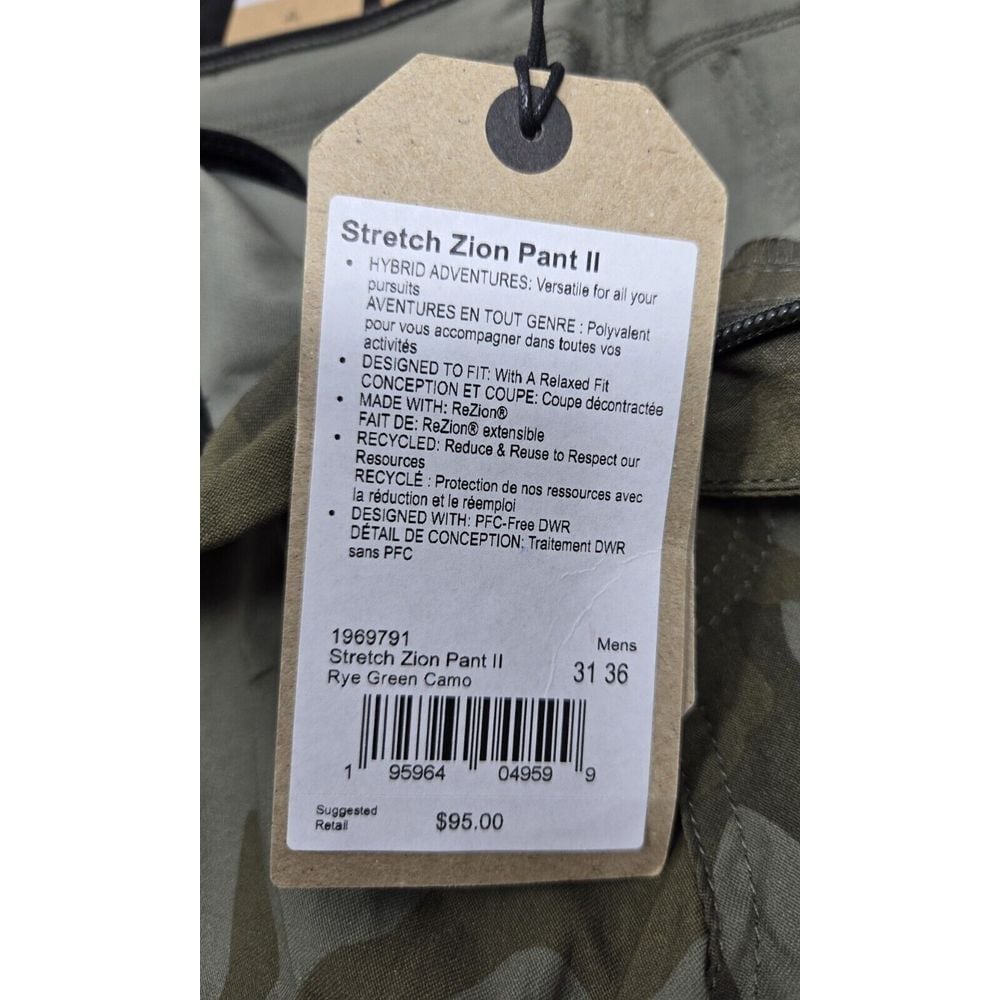 Stretch Zion Pant II
• HYBRID ADVENTURES: Versatile for all your
pursuits
AVENTURES EN TOUT GENRE : Polyvalent
pour vous accompagner dans toutes vos
activités
• DESIGNED TO FIT: With A Relaxed Fit
CONCEPTION ET COUPE: Coupe décontractée
• MADE WITH: ReZion®
FAIT DE: ReZion® extensible
• RECYCLED: Reduce & Reuse to Respect our
Resources
RECYCLÉ : Protection de nos ressources avec
la réduction et le réemploi
• DESIGNED WITH: PFC-Free DWR
DÉTAIL DE CONCEPTION: Traitement DWR
sans PFC
1969791
Stretch Zion Pant II
Rye Green Camo
Mens
31 36
1 95964 04959 9
Suggested
Retail
$95.00